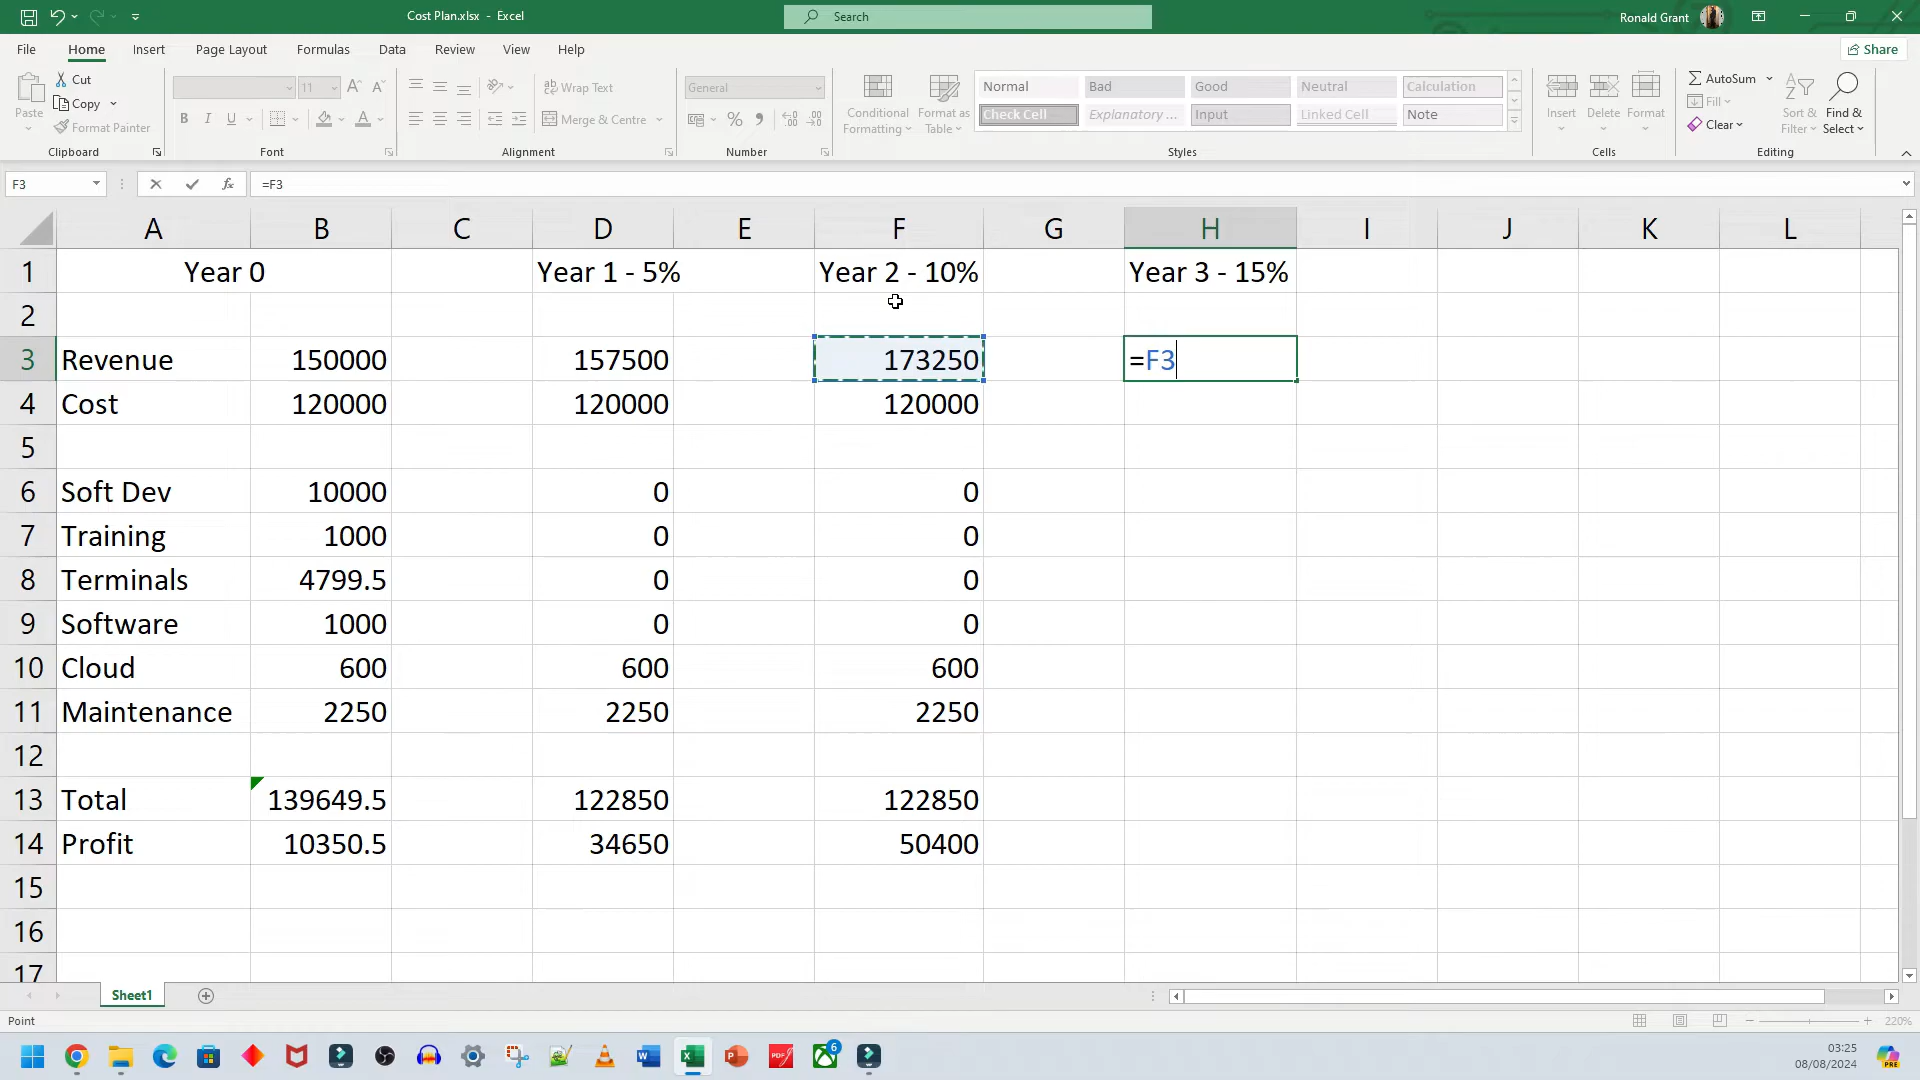 Cost Plan.xlsx - Excel
Search
Ronald Grant
File Home Insert Page Layout Formulas Data Review View Help
Share
Paste
Cut
Copy
Format Painter
Clipboard
11
A A
B I U A
Font
ab Wrap Text
Merge & Centre
Alignment
General
% 9
Number
Conditional Formatting
Format as Table
Normal Bad Good Neutral Calculation
Check Cell Explanatory ... Input Linked Cell Note
Styles
Insert Delete Format
Cells
AutoSum
Fill
Clear
Sort & Filter
Find & Select
Editing
F3 fx =F3
A B C D E F G H I J K L
1 Year 0 Year 1 - 5% Year 2 - 10% Year 3 - 15%
2
3 Revenue 150000 157500 173250 =F3
4 Cost 120000 120000 120000
5
6 Soft Dev 10000 0 0
7 Training 1000 0 0
8 Terminals 4799.5 0 0
9 Software 1000 0 0
10 Cloud 600 600 600
11 Maintenance 2250 2250 2250
12
13 Total 139649.5 122850 122850
14 Profit 10350.5 34650 50400
15
16
17
Sheet1
Point
220%
6
03:25
08/08/2024
PRE